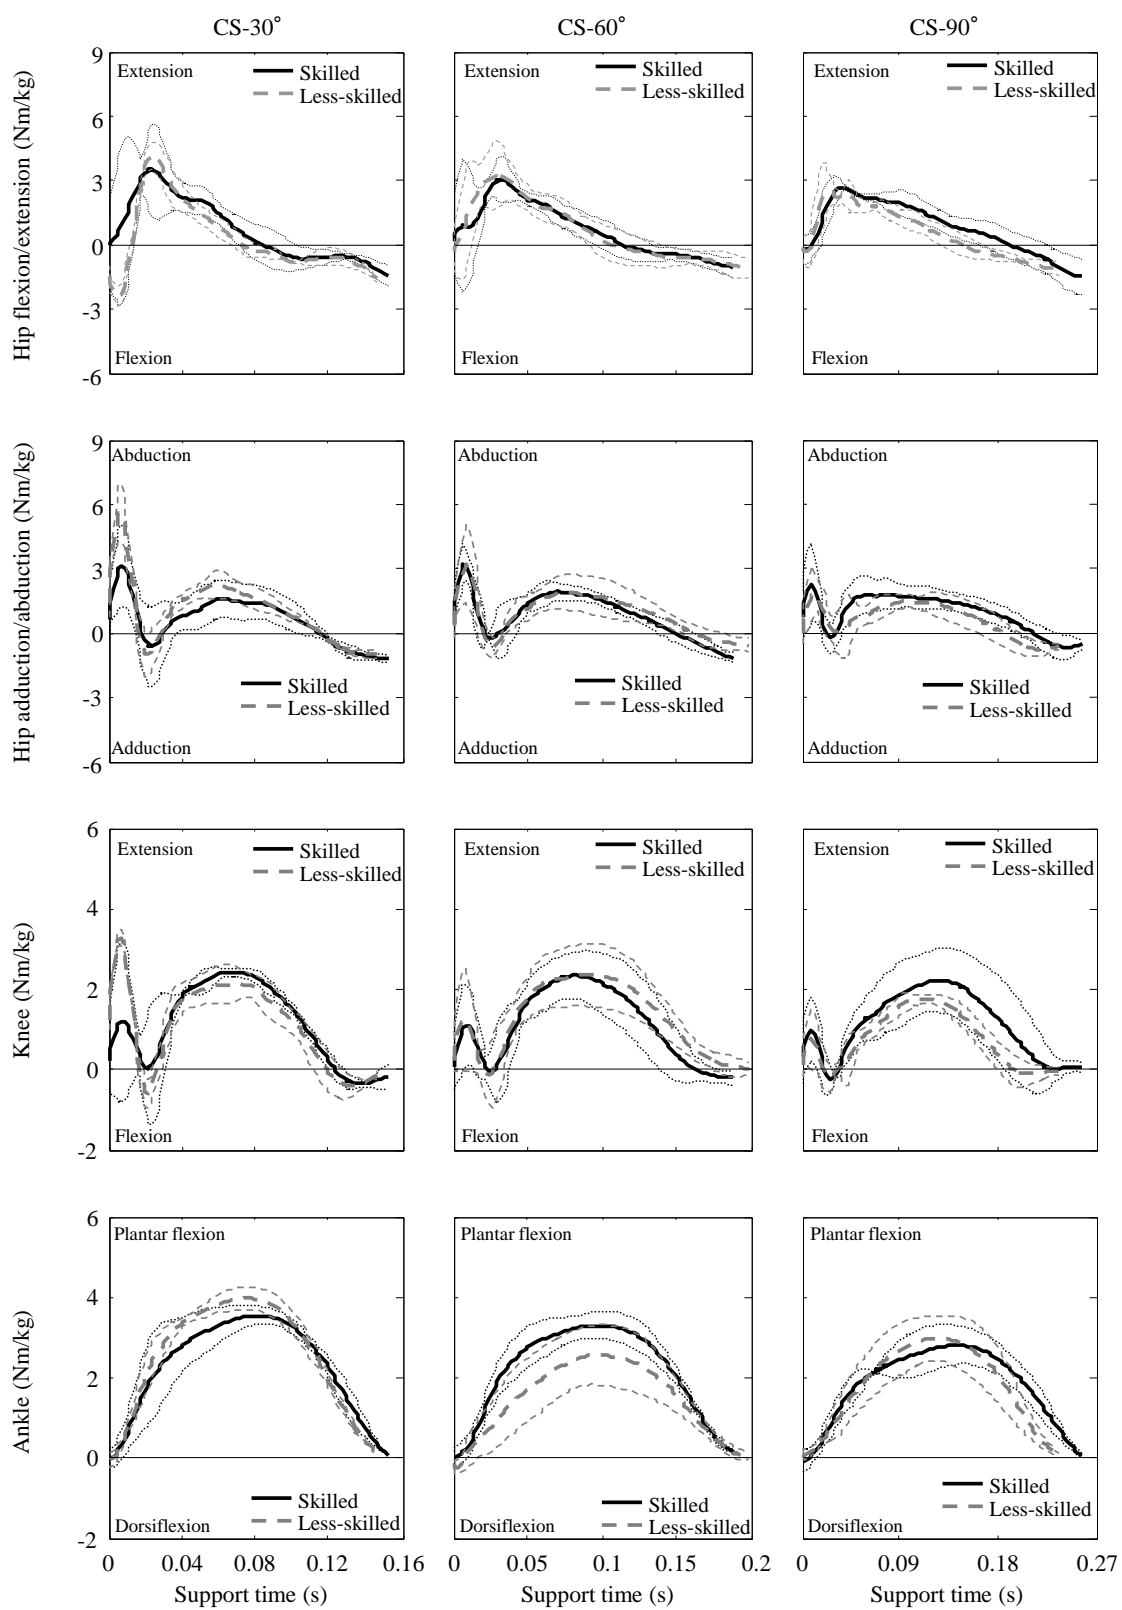 CS-30° CS-60° CS-90°
Hip flexion/extension (Nm/kg)
9
6
3
0
-3
-6
Extension
Skilled
Less-skilled
Flexion
Extension
Skilled
Less-skilled
Flexion
Extension
Skilled
Less-skilled
Flexion
Hip adduction/abduction (Nm/kg)
9
6
3
0
-3
-6
Abduction
Skilled
Less-skilled
Adduction
Abduction
Skilled
Less-skilled
Adduction
Abduction
Skilled
Less-skilled
Adduction
Knee (Nm/kg)
6
4
2
0
-2
Extension
Skilled
Less-skilled
Flexion
Extension
Skilled
Less-skilled
Flexion
Extension
Skilled
Less-skilled
Flexion
Ankle (Nm/kg)
6
4
2
0
-2
Plantar flexion
Skilled
Less-skilled
Dorsiflexion
Plantar flexion
Skilled
Less-skilled
Dorsiflexion
Plantar flexion
Skilled
Less-skilled
Dorsiflexion
0 0.04 0.08 0.12 0.16
0 0.05 0.1 0.15 0.2
0 0.09 0.18 0.27
Support time (s) Support time (s) Support time (s)